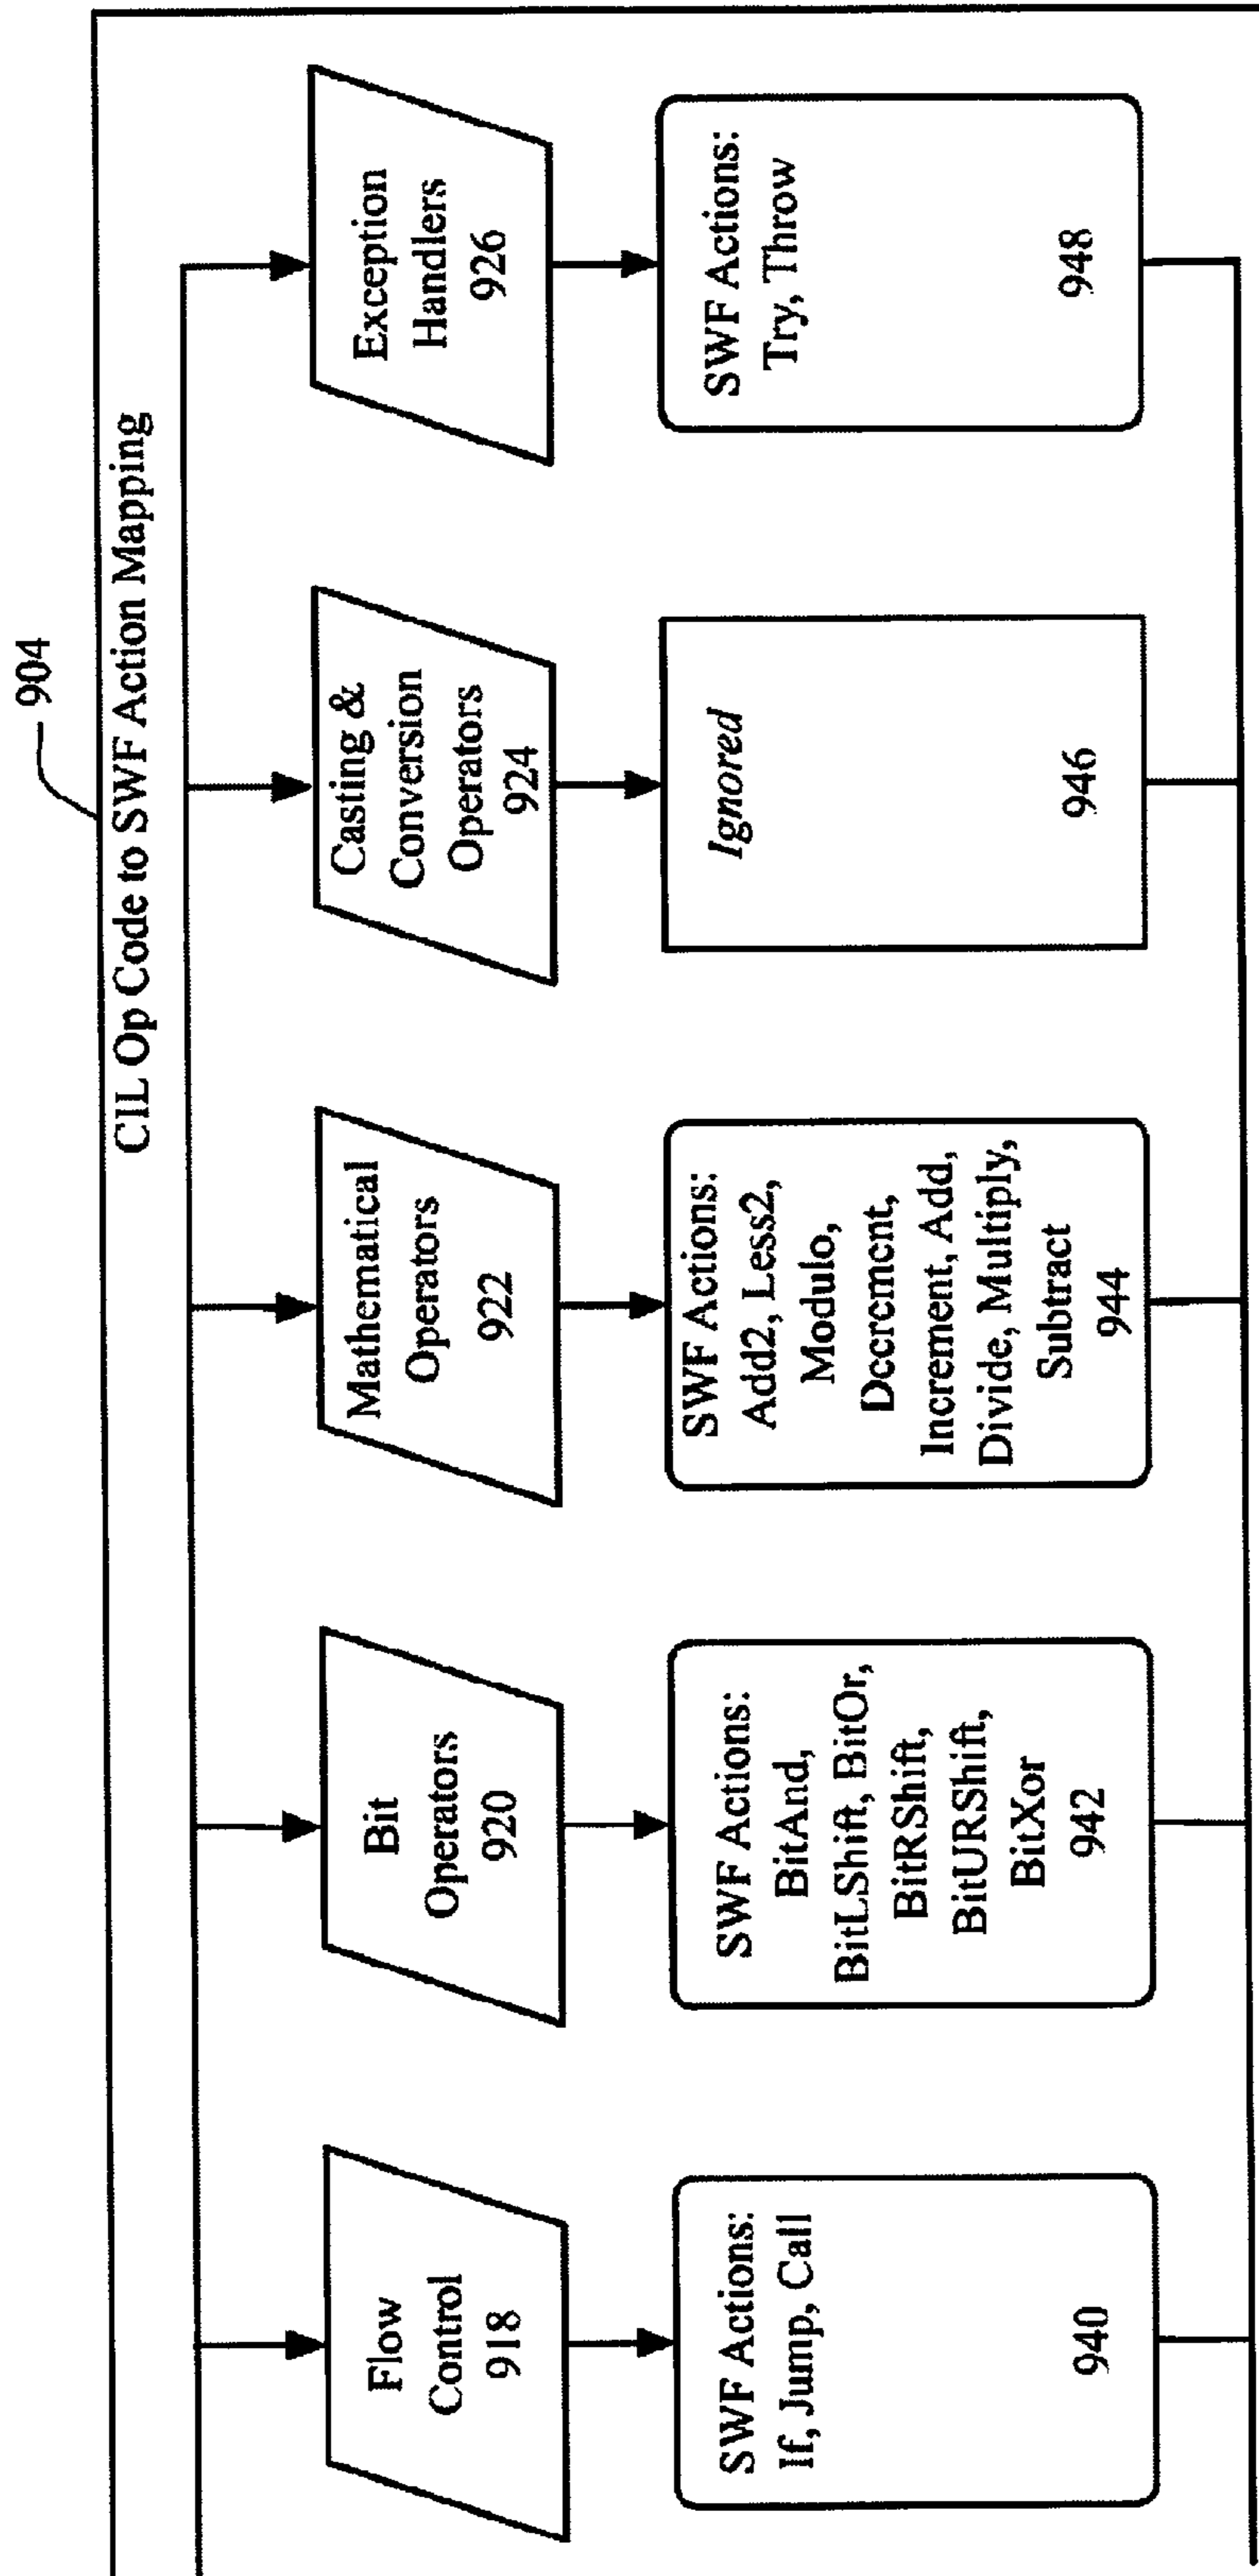 904
CIL Op Code to SWF Action Mapping
Flow
Control
918
Bit
Operators
920
Mathematical
Operators
922
Casting &
Conversion
Operators
924
Exception
Handlers
926
SWF Actions:
If, Jump, Call
940
SWF Actions:
BitAnd,
BitLShift, BitOr,
BitRShift,
BitURShift,
BitXor
942
SWF Actions:
Add2, Less2,
Modulo,
Decrement,
Increment, Add,
Divide, Multiply,
Subtract
944
Ignored
946
SWF Actions:
Try, Throw
948